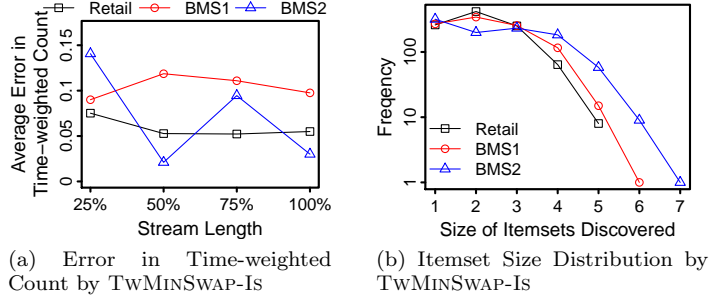 Retail BMS1 BMS2
Average Error in
Time-weighted Count
0.15
0.10
0.05
0
25% 50% 75% 100%
Stream Length
(a) Error in Time-weighted
Count by TWMINSWAP-IS
Freqency
100
10
1
Retail
BMS1
BMS2
1 2 3 4 5 6 7
Size of Itemsets Discovered
(b) Itemset Size Distribution by
TWMINSWAP-IS